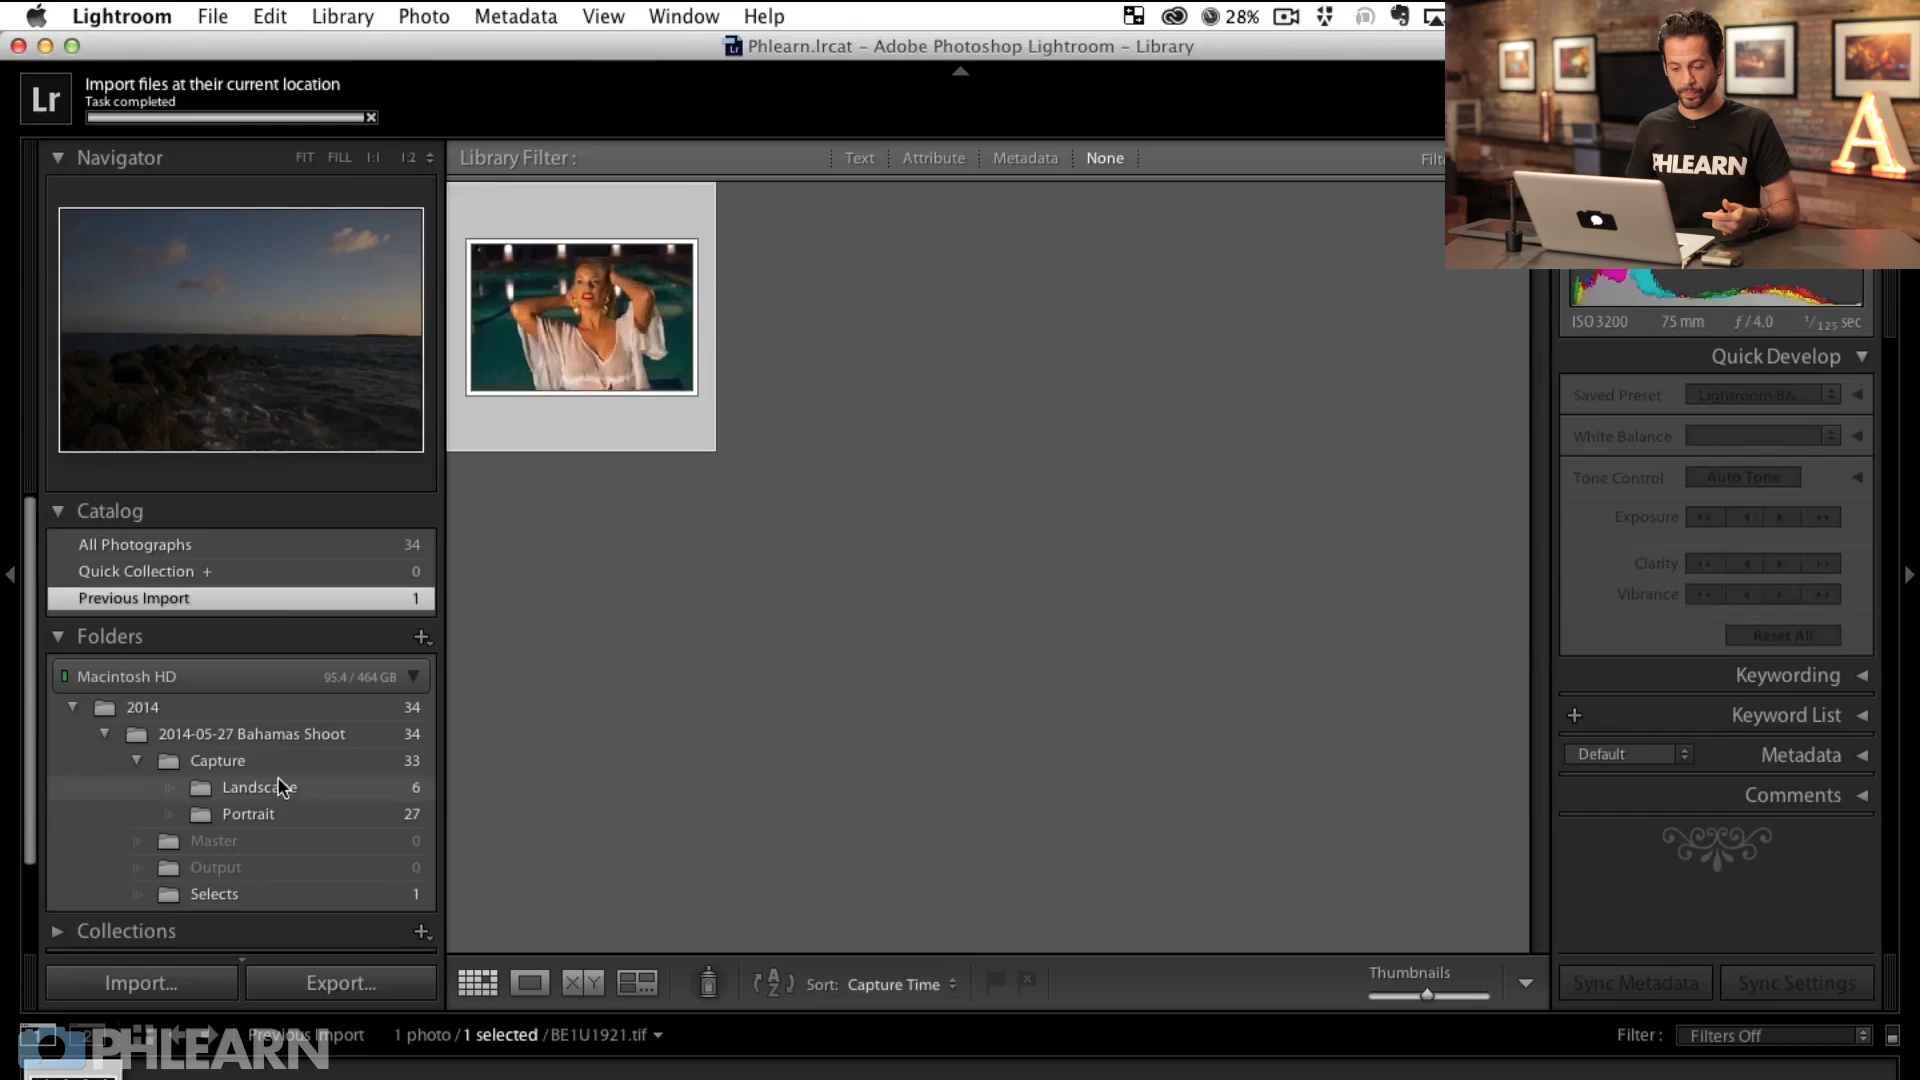 Lightroom File Edit Library Photo Metadata View Window Help 28%
Phlearn.lrcat – Adobe Photoshop Lightroom – Library
Lr
Import files at their current location
Task completed
Navigator FIT FILL 1:1 1:2
Library Filter : Text Attribute Metadata None
PHLEARN
A
ISO 3200 75 mm ƒ / 4.0 1/125 sec
Quick Develop
Saved Preset Lightroom B&...
White Balance
Tone Control Auto Tone
Exposure
Clarity
Vibrance
Reset All
Keywording
Keyword List
Default Metadata
Comments
Catalog
All Photographs 34
Quick Collection + 0
Previous Import 1
Folders
Macintosh HD 95.4 / 464 GB
2014 34
2014-05-27 Bahamas Shoot 34
Capture 33
Landscape 6
Portrait 27
Master 0
Output 0
Selects 1
Collections
Import... Export...
XY
Sort: Capture Time
Thumbnails
Sync Metadata Sync Settings
Previous Import 1 photo / 1 selected / BE1U1921.tif
Filter : Filters Off
PHLEARN